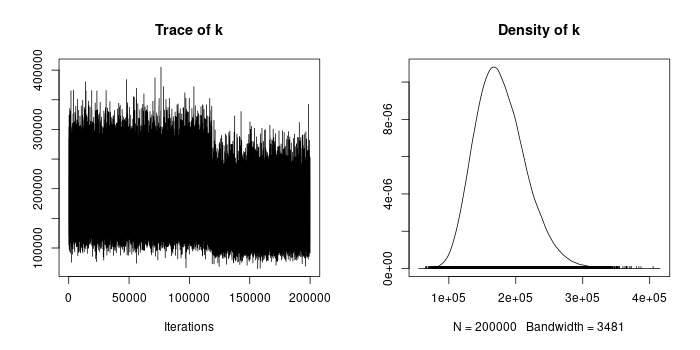 Trace of k
100000 200000 300000 400000
0 50000 100000 150000 200000
Iterations
Density of k
0e+00 4e-06 8e-06
1e+05 2e+05 3e+05 4e+05
N = 200000 Bandwidth = 3481